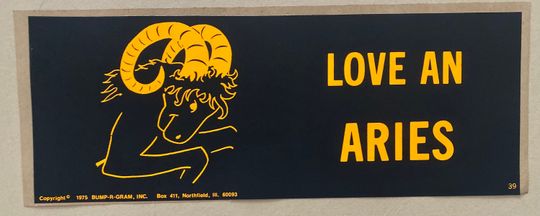 LOVE AN
ARIES
Copyright © 1975 BUMP-R-GRAM, INC. Box 411, Northfield, Ill. 60093
39